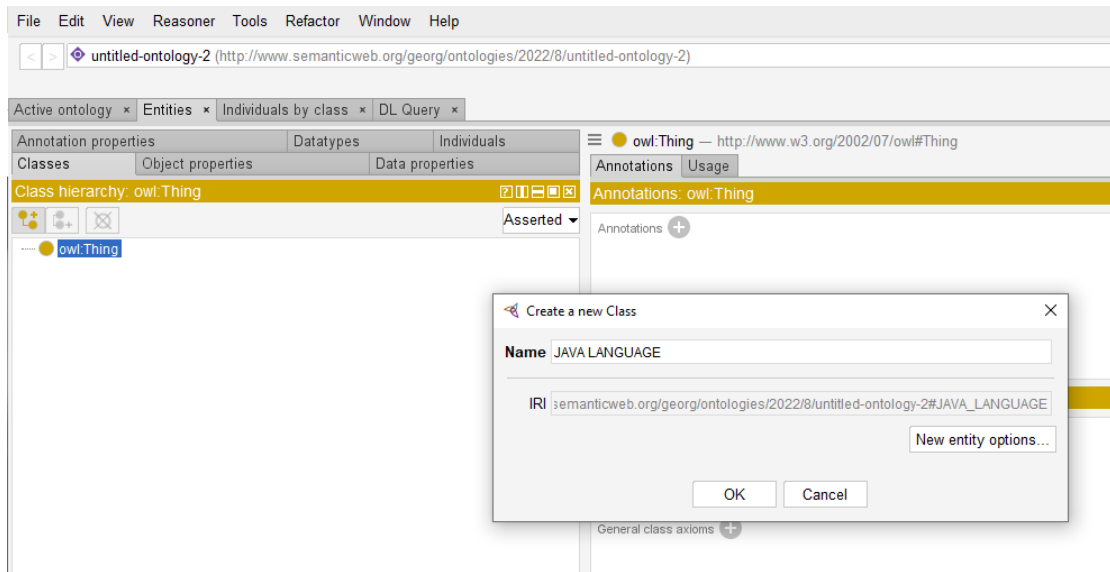 File Edit View Reasoner Tools Refactor Window Help
< > untitled-ontology-2 (http://www.semanticweb.org/georg/ontologies/2022/8/untitled-ontology-2)
Active ontology × Entities × Individuals by class × DL Query ×
Annotation properties Datatypes Individuals
Classes Object properties Data properties
Class hierarchy: owl:Thing
Asserted
owl:Thing
owl:Thing — http://www.w3.org/2002/07/owl#Thing
Annotations Usage
Annotations: owl:Thing
Annotations
Create a new Class
Name JAVA LANGUAGE
IRI semanticweb.org/georg/ontologies/2022/8/untitled-ontology-2#JAVA_LANGUAGE
New entity options...
OK Cancel
General class axioms